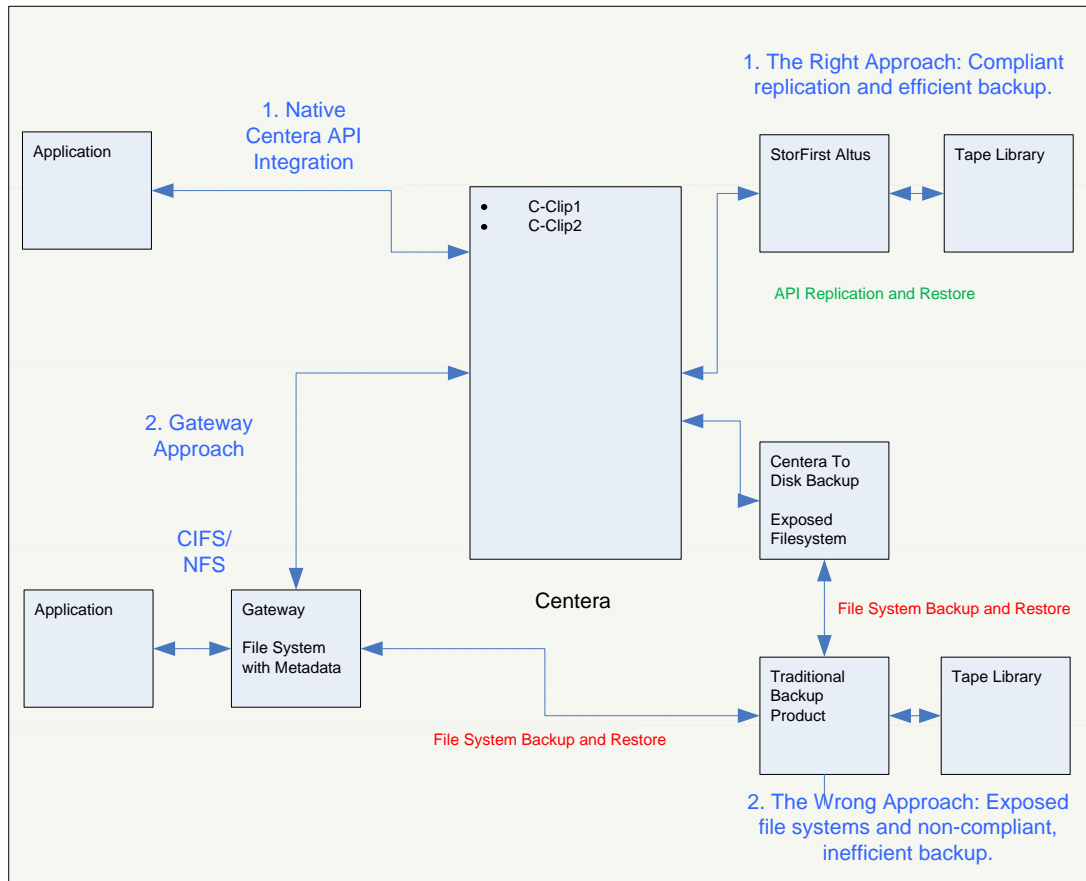 1. The Right Approach: Compliant
replication and efficient backup.
1. Native
Centera API
Integration
Application
StorFirst Altus
Tape Library
• C-Clip1
• C-Clip2
API Replication and Restore
2. Gateway
Approach
Centera To
Disk Backup
Exposed
Filesystem
CIFS/
NFS
Centera
Application
Gateway
File System
with Metadata
File System Backup and Restore
Traditional
Backup
Product
Tape Library
File System Backup and Restore
2. The Wrong Approach: Exposed
file systems and non-compliant,
inefficient backup.